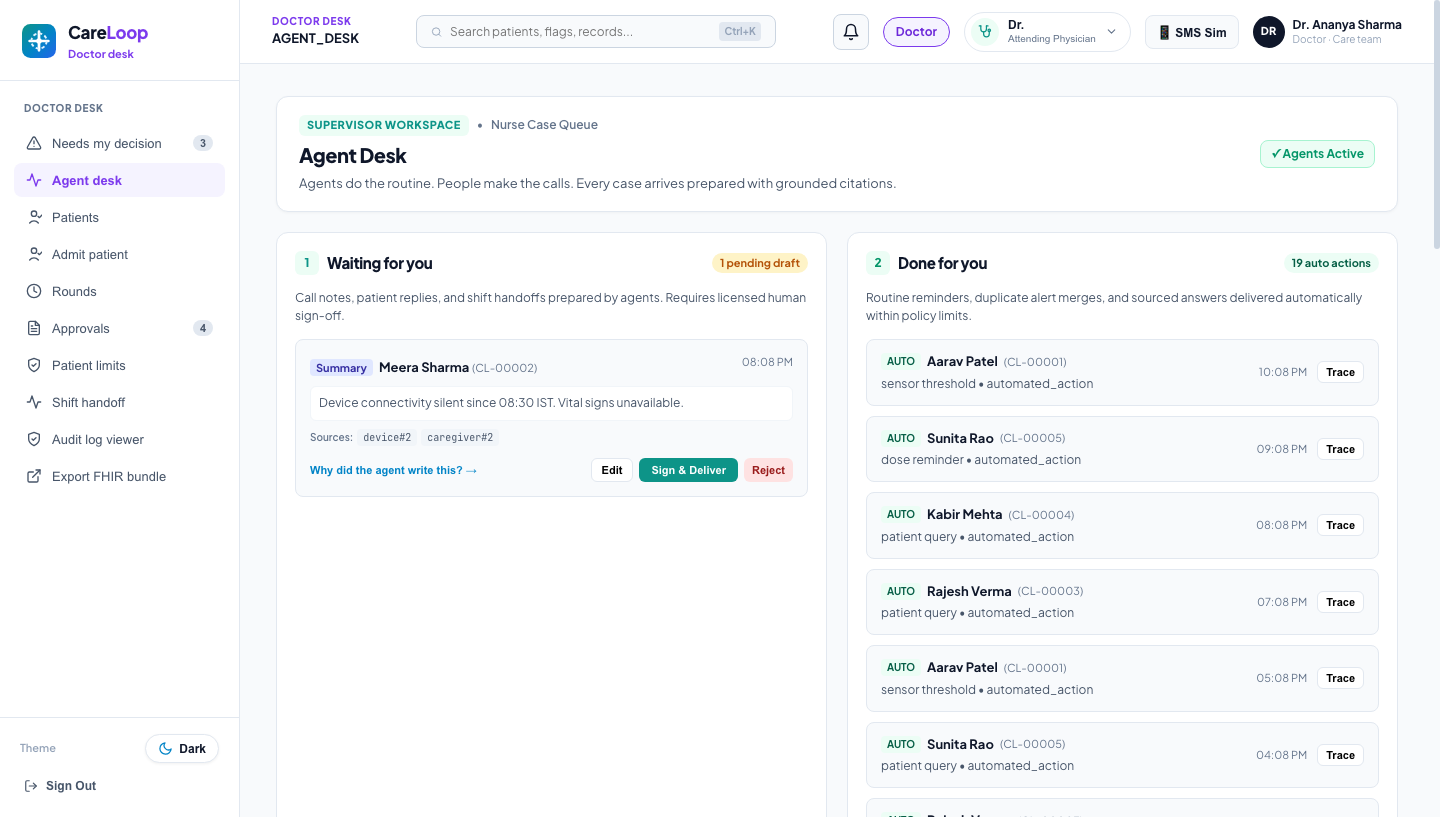 CareLoop
Doctor desk
DOCTOR DESK
Needs my decision 3
Agent desk
Patients
Admit patient
Rounds
Approvals 4
Patient limits
Shift handoff
Audit log viewer
Export FHIR bundle
Theme Dark
Sign Out
DOCTOR DESK
AGENT_DESK
Search patients, flags, records... Ctrl+K
Doctor
Dr.
Attending Physician
SMS Sim
DR
Dr. Ananya Sharma
Doctor · Care team
SUPERVISOR WORKSPACE • Nurse Case Queue
Agent Desk
Agents do the routine. People make the calls. Every case arrives prepared with grounded citations.
✓Agents Active
1 Waiting for you 1 pending draft
Call notes, patient replies, and shift handoffs prepared by agents. Requires licensed human
sign-off.
Summary Meera Sharma (CL-00002) 08:08 PM
Device connectivity silent since 08:30 IST. Vital signs unavailable.
Sources: device#2 caregiver#2
Why did the agent write this? → Edit Sign & Deliver Reject
2 Done for you 19 auto actions
Routine reminders, duplicate alert merges, and sourced answers delivered automatically
within policy limits.
AUTO Aarav Patel (CL-00001)
sensor threshold • automated_action
10:08 PM Trace
AUTO Sunita Rao (CL-00005)
dose reminder • automated_action
09:08 PM Trace
AUTO Kabir Mehta (CL-00004)
patient query • automated_action
08:08 PM Trace
AUTO Rajesh Verma (CL-00003)
patient query • automated_action
07:08 PM Trace
AUTO Aarav Patel (CL-00001)
sensor threshold • automated_action
05:08 PM Trace
AUTO Sunita Rao (CL-00005)
patient query • automated_action
04:08 PM Trace